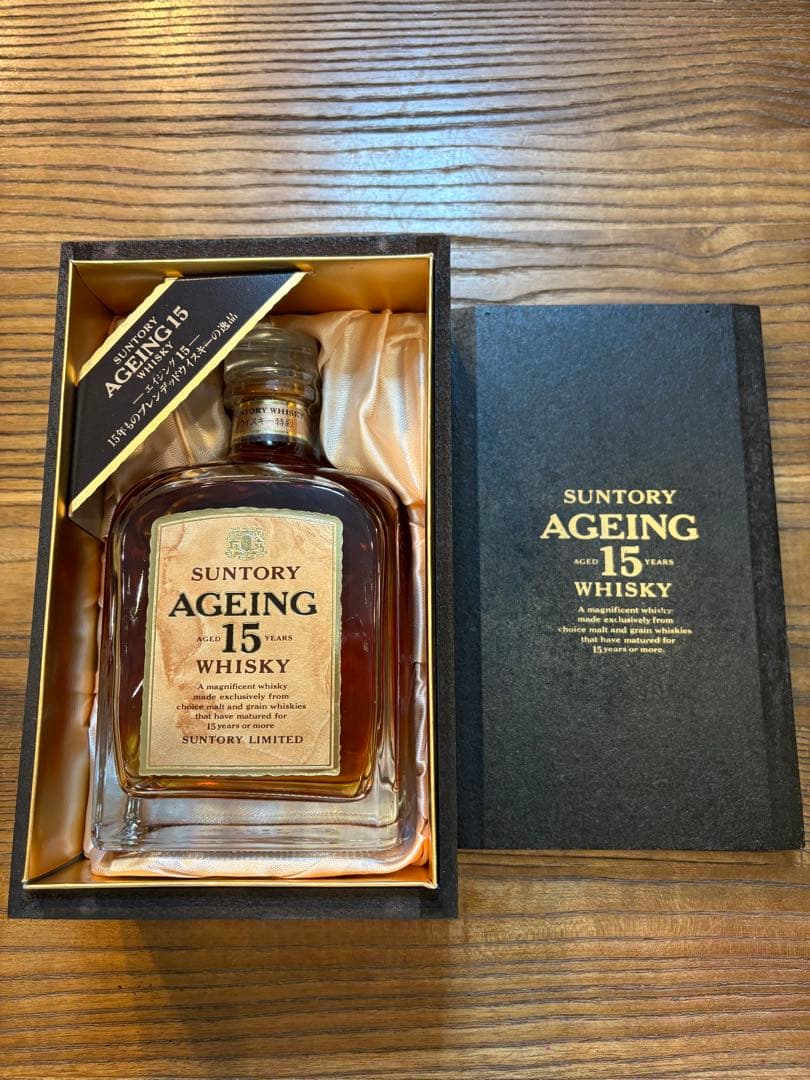 SUNTORY
AGEING 15
WHISKY
― エイジング 15 ―
15年ものブレンデッドウイスキーの逸品
SUNTORY WHISKY
ウイスキー特級
SUNTORY
AGEING
AGED 15 YEARS
WHISKY
A magnificent whisky
made exclusively from
choice malt and grain whiskies
that have matured for
15 years or more
SUNTORY LIMITED
SUNTORY
AGEING
AGED 15 YEARS
WHISKY
A magnificent whisky
made exclusively from
choice malt and grain whiskies
that have matured for
15 years or more.